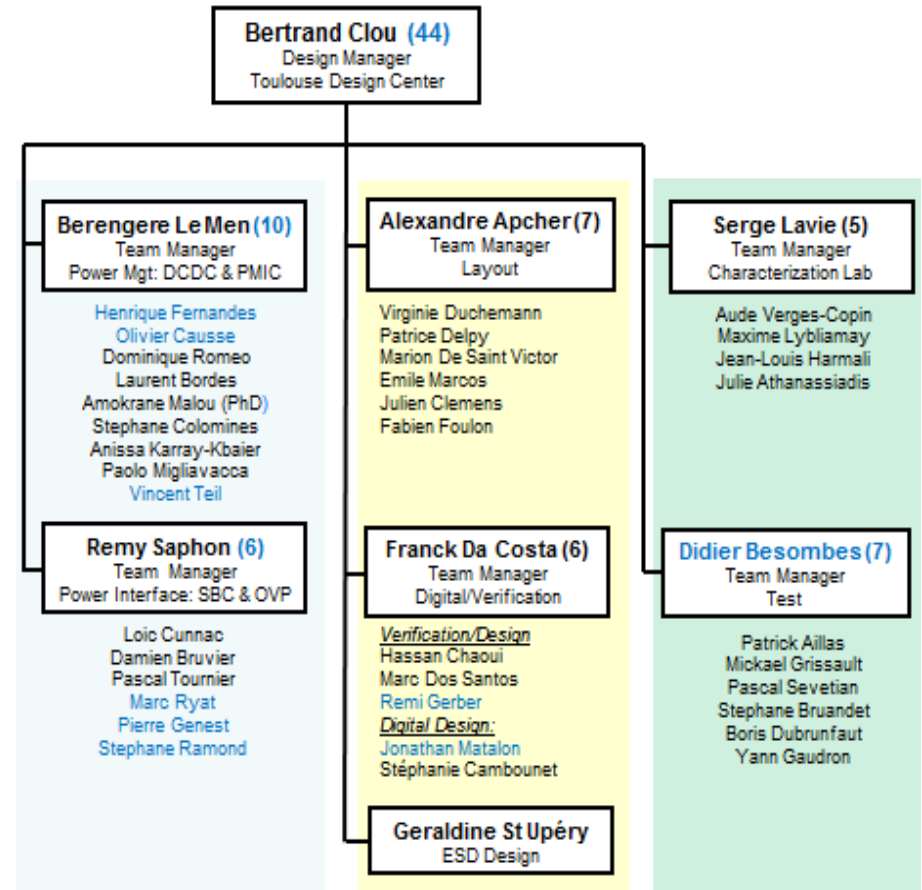 Bertrand Clou (44)
Design Manager
Toulouse Design Center
Berengere Le Men (10)
Team Manager
Power Mgt: DCDC & PMIC
Henrique Fernandes
Olivier Causse
Dominique Romeo
Laurent Bordes
Amokrane Malou (PhD)
Stephane Colomines
Anissa Karray-Kbaier
Paolo Migliavacca
Vincent Teil
Remy Saphon (6)
Team Manager
Power Interface: SBC & OVP
Loic Cunnac
Damien Bruvier
Pascal Tournier
Marc Ryat
Pierre Genest
Stephane Ramond
Alexandre Apcher (7)
Team Manager
Layout
Virginie Duchemann
Patrice Delpy
Marion De Saint Victor
Emile Marcos
Julien Clemens
Fabien Foulon
Franck Da Costa (6)
Team Manager
Digital/Verification
Verification/Design
Hassan Chaoui
Marc Dos Santos
Remi Gerber
Digital Design:
Jonathan Matalon
Stéphanie Cambounet
Geraldine St Upéry
ESD Design
Serge Lavie (5)
Team Manager
Characterization Lab
Aude Verges-Copin
Maxime Lybliamay
Jean-Louis Harmali
Julie Athanassiadis
Didier Besombes (7)
Team Manager
Test
Patrick Aillas
Mickael Grissault
Pascal Sevetian
Stephane Bruandet
Boris Dubrunfaut
Yann Gaudron